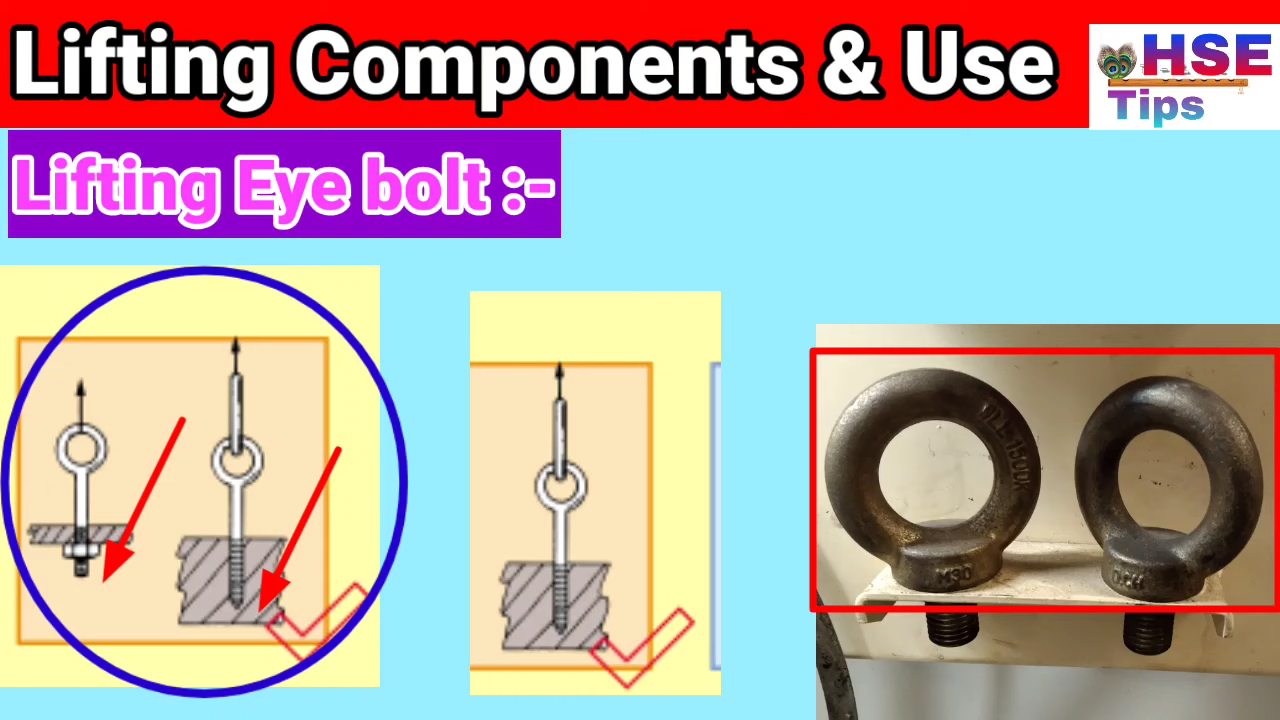 Lifting Components & Use
HSE
Tips
Lifting Eye bolt :-
M30